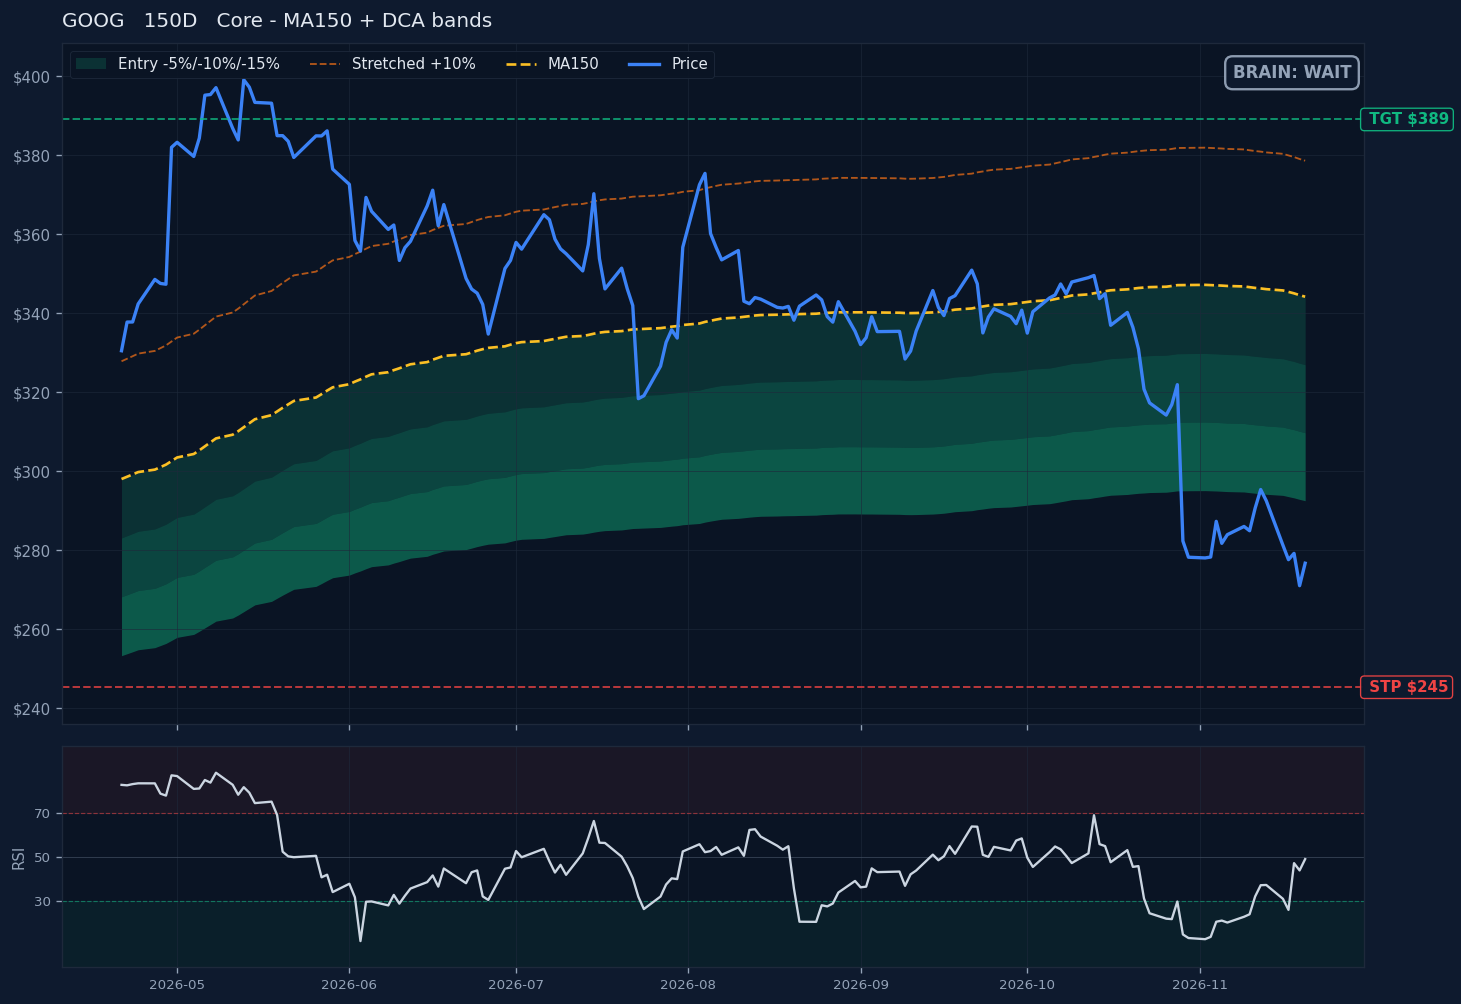 GOOG   150D   Core - MA150 + DCA bands
Entry -5%/-10%/-15%   Stretched +10%   MA150   Price
BRAIN: WAIT
$400
TGT $389
$380
$360
$340
$320
$300
$280
$260
STP $245
$240
70
50
30
RSI
2026-05   2026-06   2026-07   2026-08   2026-09   2026-10   2026-11